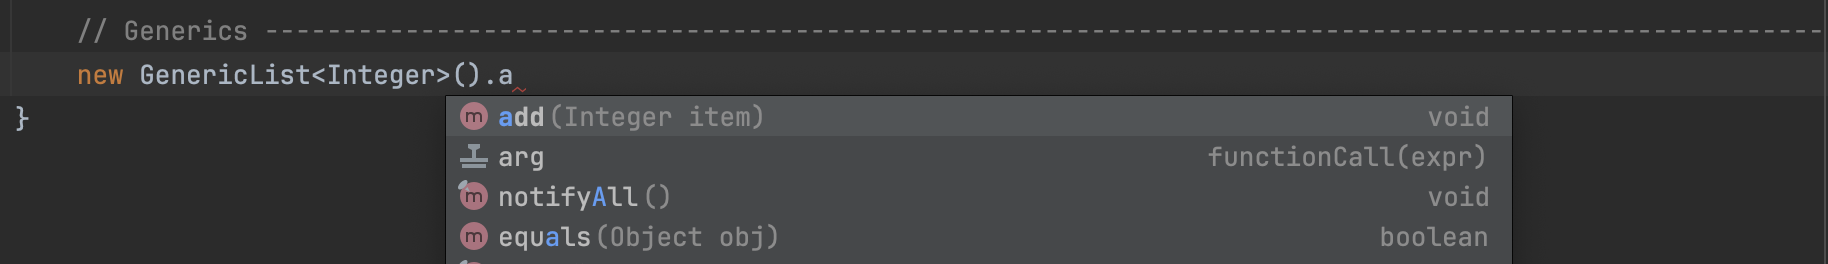 // Generics ----------------------------------------------------------------------------------------------------
new GenericList<Integer>().a
}
m add(Integer item) void
arg functionCall(expr)
m notifyAll() void
m equals(Object obj) boolean